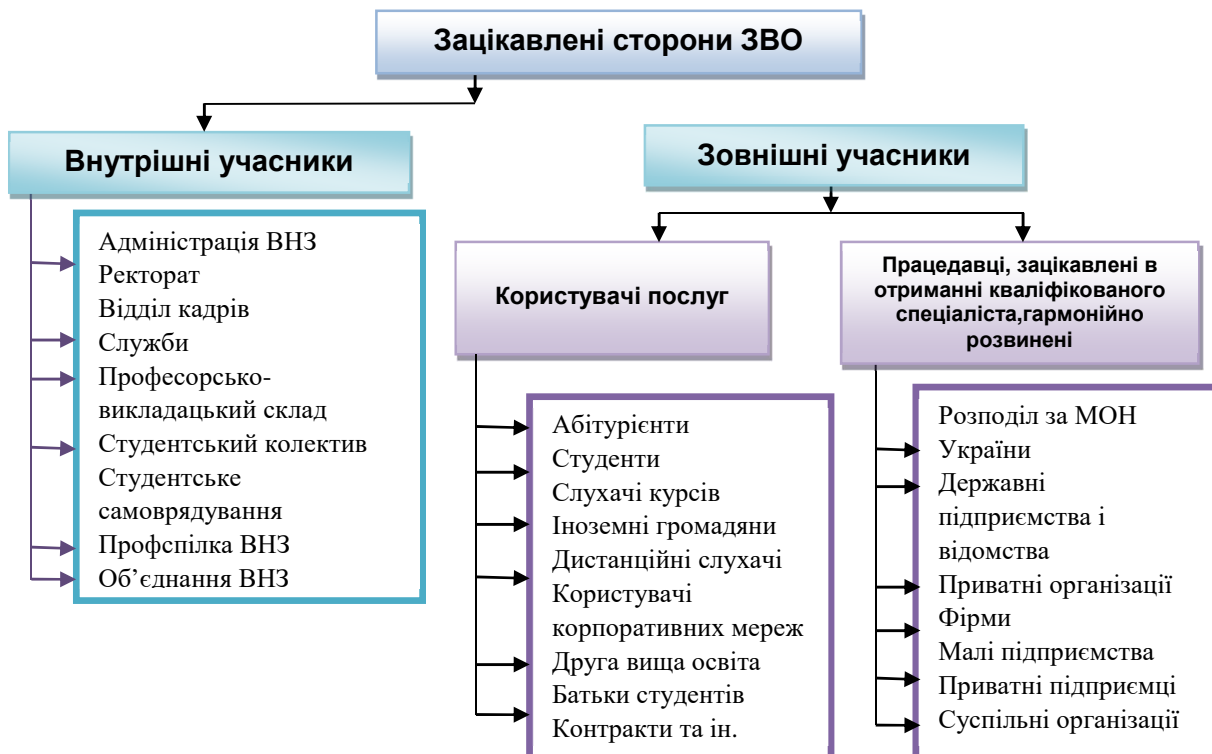 Зацікавлені сторони ЗВО
Внутрішні учасники
Адміністрація ВНЗ
Ректорат
Відділ кадрів
Служби
Професорсько-
викладацький склад
Студентський колектив
Студентське
самоврядування
Профспілка ВНЗ
Об’єднання ВНЗ
Зовнішні учасники
Користувачі послуг
Абітурієнти
Студенти
Слухачі курсів
Іноземні громадяни
Дистанційні слухачі
Користувачі
корпоративних мереж
Друга вища освіта
Батьки студентів
Контракти та ін.
Працедавці, зацікавлені в
отриманні кваліфікованого
спеціаліста,гармонійно
розвинені
Розподіл за МОН
України
Державні
підприємства і
відомства
Приватні організації
Фірми
Малі підприємства
Приватні підприємці
Суспільні організації